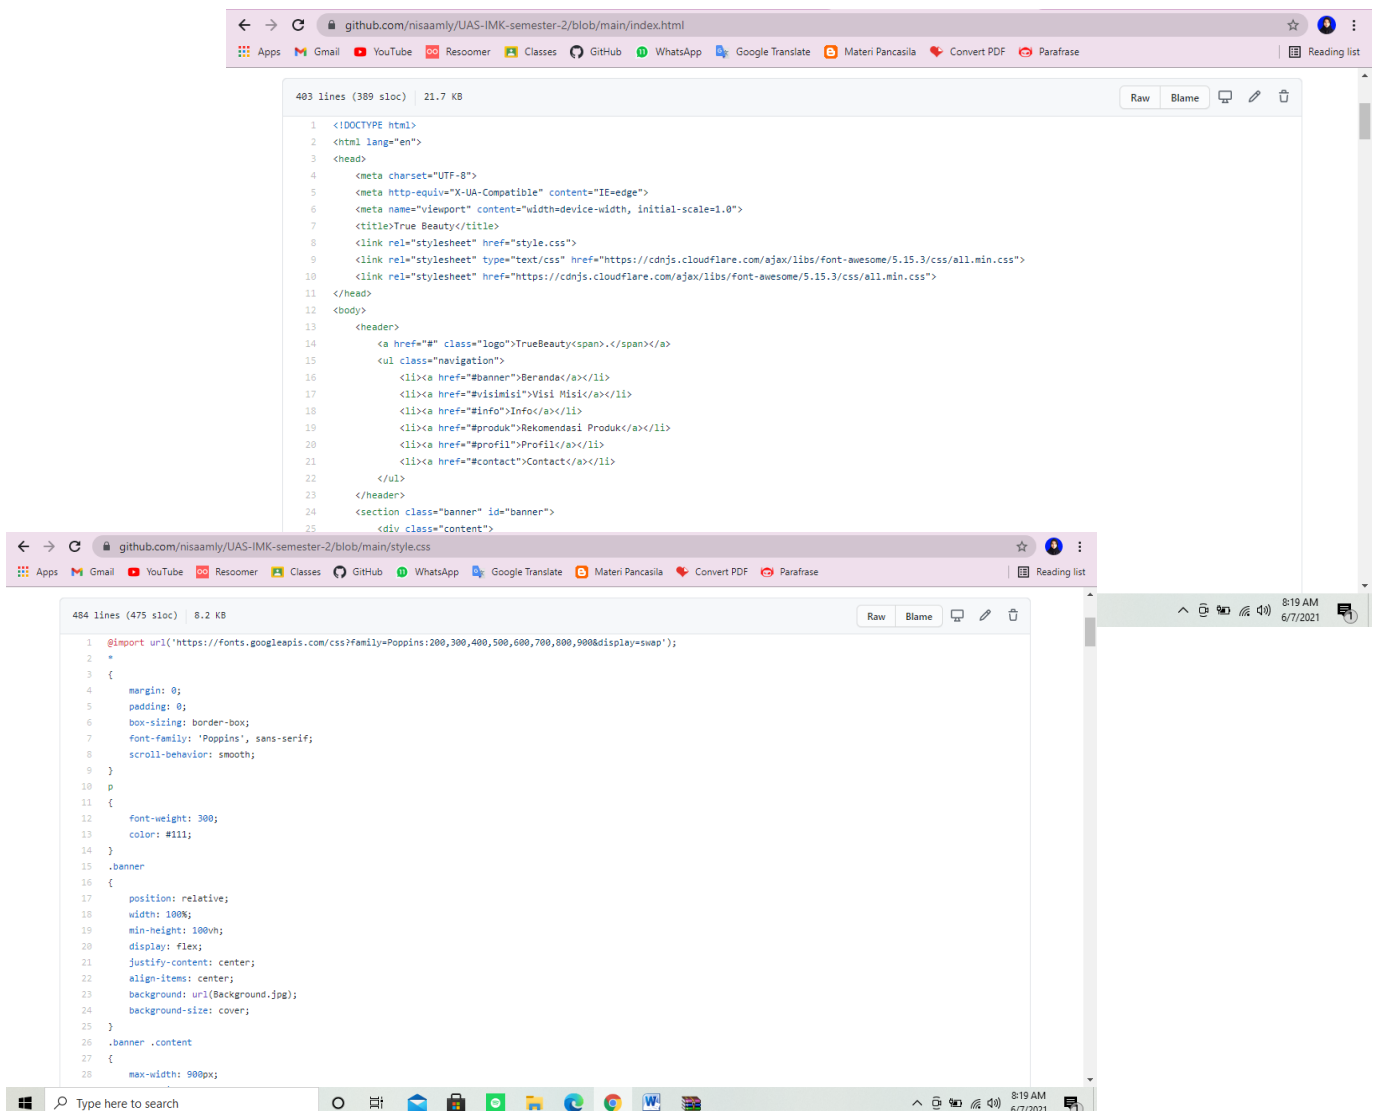 github.com/nisaamly/UAS-IMK-semester-2/blob/main/index.html
Apps Gmail YouTube Resoomer Classes GitHub WhatsApp Google Translate Materi Pancasila Convert PDF Parafrase Reading list
403 lines (389 sloc) 21.7 KB Raw Blame
1 <!DOCTYPE html>
2 <html lang="en">
3 <head>
4 <meta charset="UTF-8">
5 <meta http-equiv="X-UA-Compatible" content="IE=edge">
6 <meta name="viewport" content="width=device-width, initial-scale=1.0">
7 <title>True Beauty</title>
8 <link rel="stylesheet" href="style.css">
9 <link rel="stylesheet" type="text/css" href="https://cdnjs.cloudflare.com/ajax/libs/font-awesome/5.15.3/css/all.min.css">
10 <link rel="stylesheet" href="https://cdnjs.cloudflare.com/ajax/libs/font-awesome/5.15.3/css/all.min.css">
11 </head>
12 <body>
13 <header>
14 <a href="#" class="logo">TrueBeauty<span>.</span></a>
15 <ul class="navigation">
16 <li><a href="#banner">Beranda</a></li>
17 <li><a href="#visimisi">Visi Misi</a></li>
18 <li><a href="#info">Info</a></li>
19 <li><a href="#produk">Rekomendasi Produk</a></li>
20 <li><a href="#profil">Profil</a></li>
21 <li><a href="#contact">Contact</a></li>
22 </ul>
23 </header>
24 <section class="banner" id="banner">
25 <div class="content">
8:19 AM
6/7/2021
github.com/nisaamly/UAS-IMK-semester-2/blob/main/style.css
Apps Gmail YouTube Resoomer Classes GitHub WhatsApp Google Translate Materi Pancasila Convert PDF Parafrase Reading list
484 lines (475 sloc) 8.2 KB Raw Blame
1 @import url('https://fonts.googleapis.com/css?family=Poppins:200,300,400,500,600,700,800,900&display=swap');
2 *
3 {
4 margin: 0;
5 padding: 0;
6 box-sizing: border-box;
7 font-family: 'Poppins', sans-serif;
8 scroll-behavior: smooth;
9 }
10 p
11 {
12 font-weight: 300;
13 color: #111;
14 }
15 .banner
16 {
17 position: relative;
18 width: 100%;
19 min-height: 100vh;
20 display: flex;
21 justify-content: center;
22 align-items: center;
23 background: url(Background.jpg);
24 background-size: cover;
25 }
26 .banner .content
27 {
28 max-width: 900px;
Type here to search
8:19 AM
6/7/2021